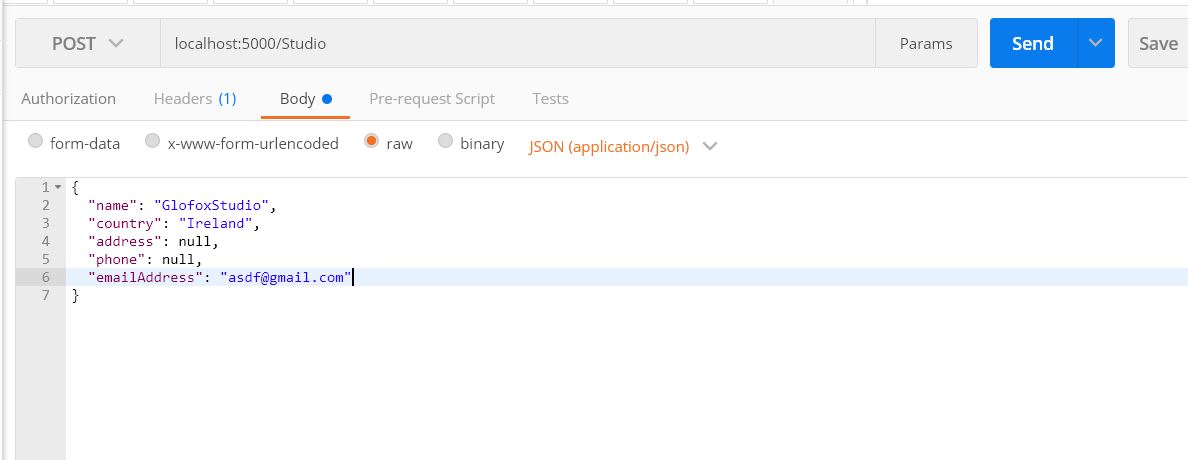 POST localhost:5000/Studio Params Send Save
Authorization Headers (1) Body Pre-request Script Tests
form-data x-www-form-urlencoded raw binary JSON (application/json)
1 {
2 "name": "GlofoxStudio",
3 "country": "Ireland",
4 "address": null,
5 "phone": null,
6 "emailAddress": "asdf@gmail.com"
7 }